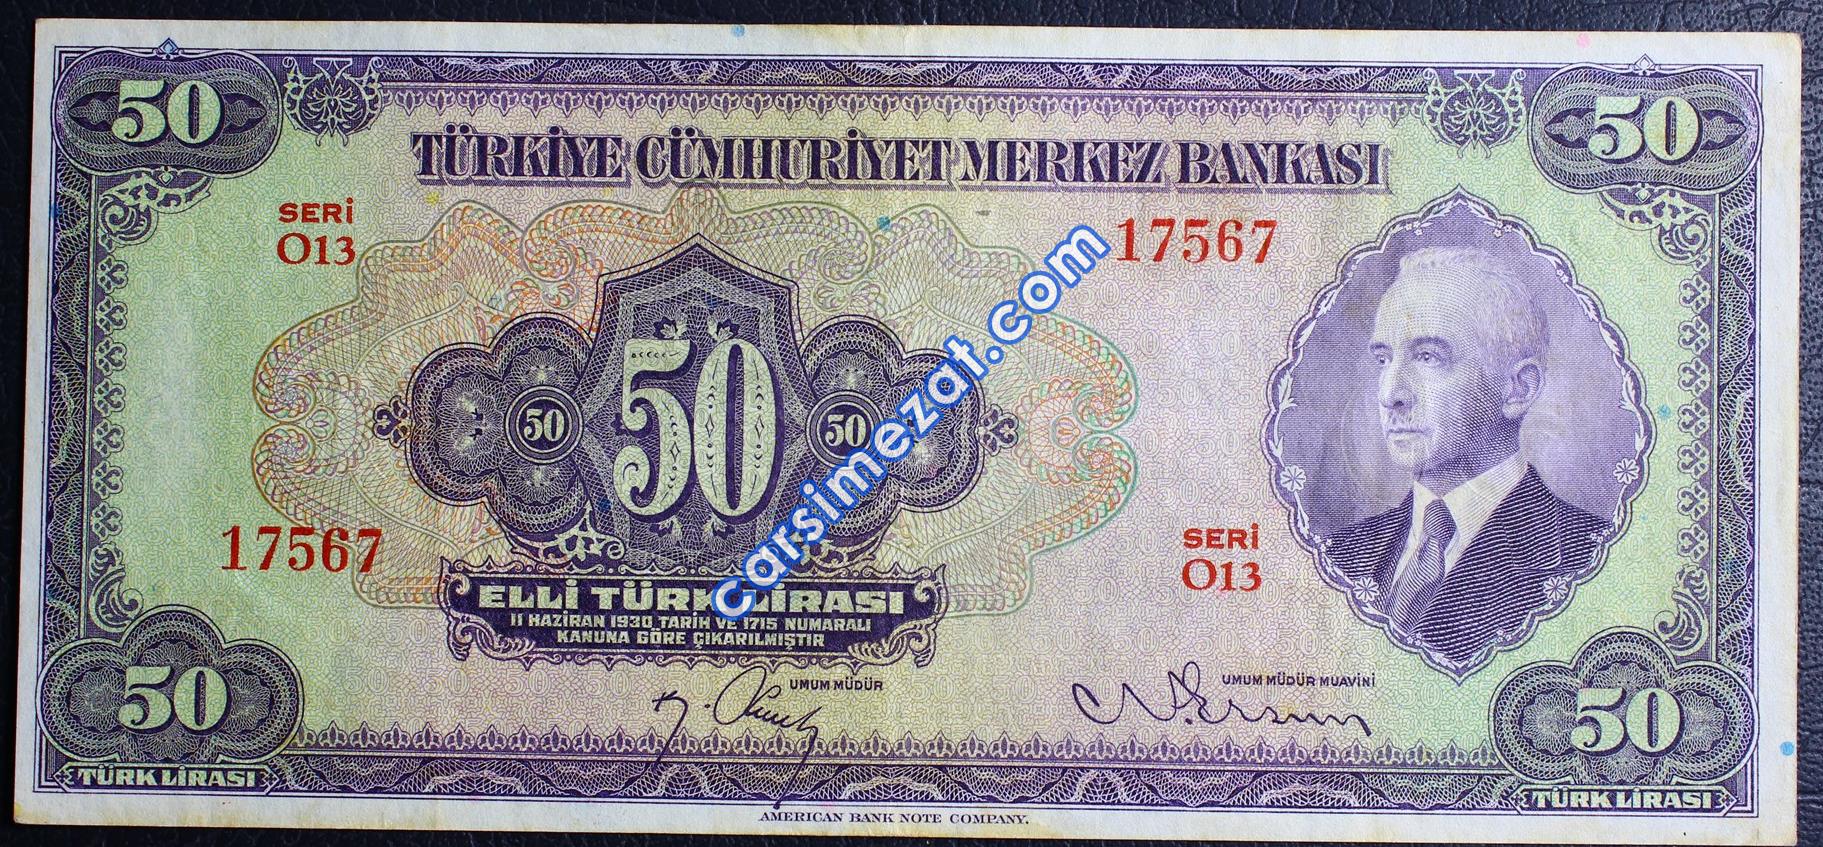 50
50
TÜRKİYE CÜMHURİYET MERKEZ BANKASI
SERİ
O13
17567
50
50
50
17567
SERİ
O13
ELLİ TÜRK LİRASI
11 HAZİRAN 1930 TARİH VE 1715 NUMARALI
KANUNA GÖRE ÇIKARILMIŞTIR
UMUM MÜDÜR
UMUM MÜDÜR MUAVİNİ
50
50
TÜRK LİRASI
TÜRK LİRASI
AMERICAN BANK NOTE COMPANY.
carsimezat.com